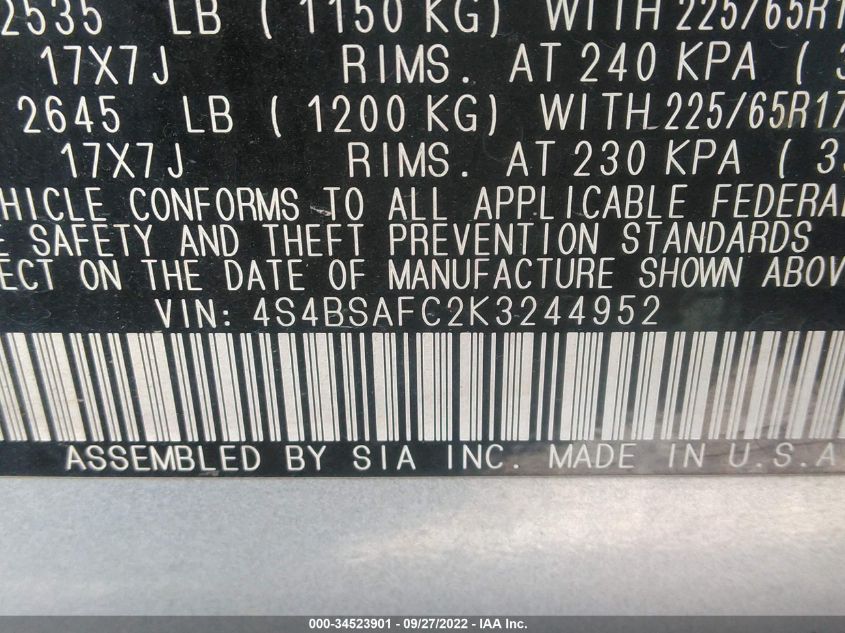 2535 LB ( 1150 KG) WITH 225/65R1
17X7J RIMS. AT 240 KPA ( 3
2645 LB ( 1200 KG) WITH 225/65R17
17X7J RIMS. AT 230 KPA ( 3
HICLE CONFORMS TO ALL APPLICABLE FEDERAL
E SAFETY AND THEFT PREVENTION STANDARDS
ECT ON THE DATE OF MANUFACTURE SHOWN ABOV
VIN: 4S4BSAFC2K3244952
ASSEMBLED BY SIA INC. MADE IN U.S.A
000-34523901 - 09/27/2022 - IAA Inc.